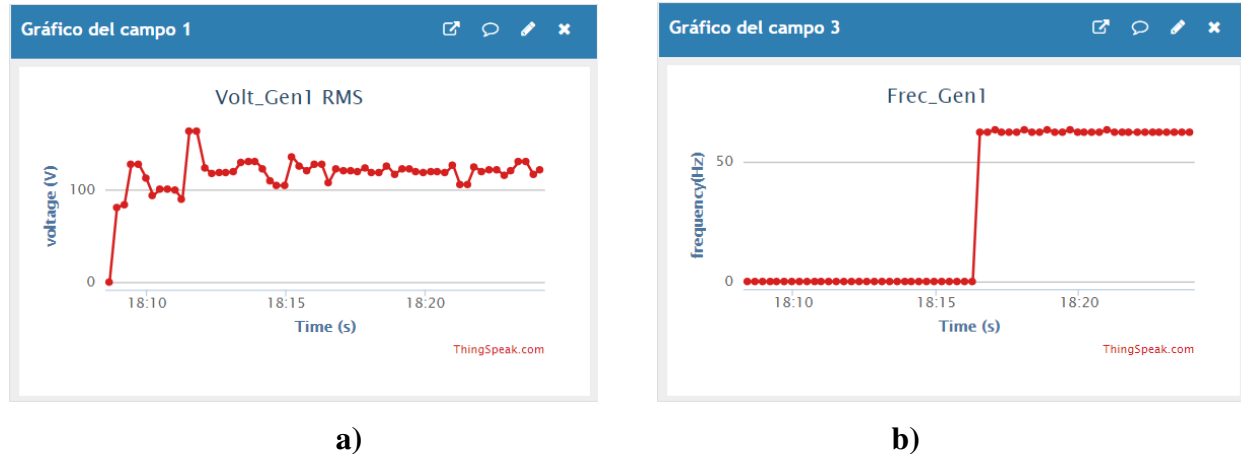 Gráfico del campo 1
Volt_Gen1 RMS
voltage (V)
100
0
18:10 18:15 18:20
Time (s)
ThingSpeak.com
a)
Gráfico del campo 3
Frec_Gen1
frequency(Hz)
50
0
18:10 18:15 18:20
Time (s)
ThingSpeak.com
b)